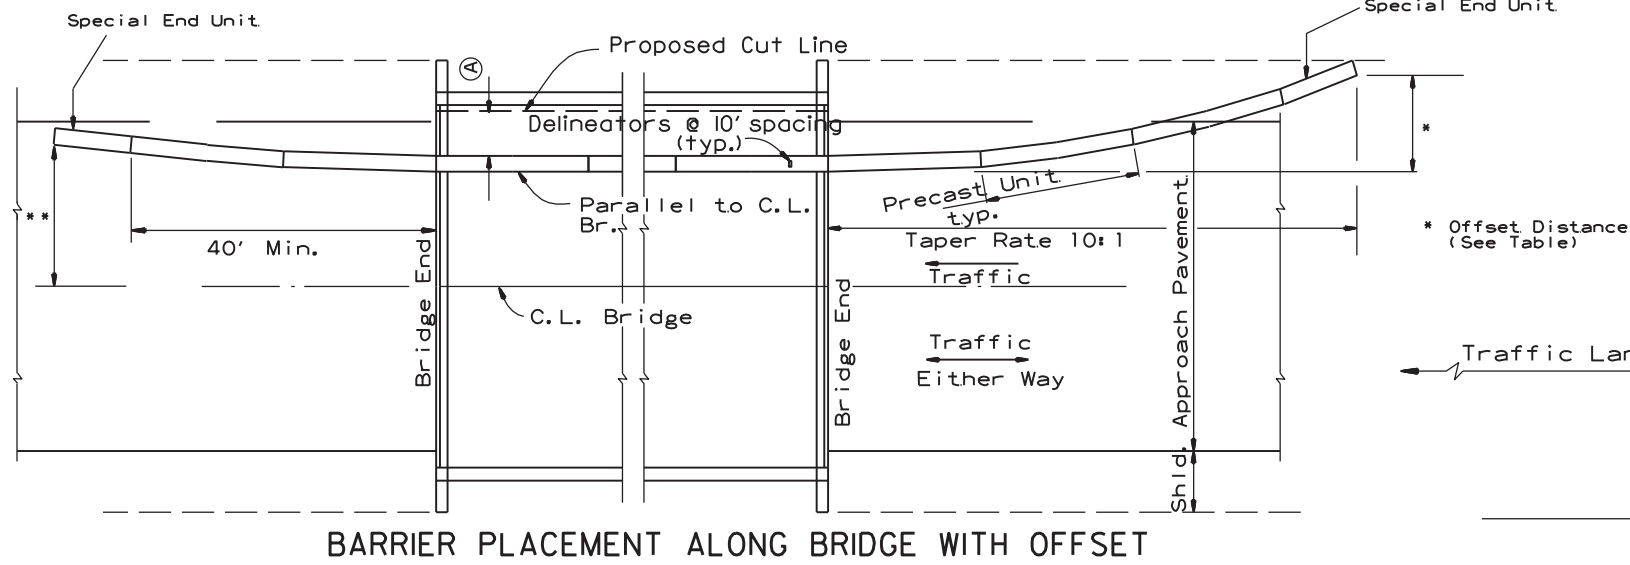 Special End Unit
Special End Unit
A
Proposed Cut Line
Delineators @ 10' spacing
(typ.)
*
**
Precast Unit
typ.
Parallel to C.L.
Br.
40' Min.
Taper Rate 10:1
* Offset Distance
(See Table)
Traffic
Bridge End
C.L. Bridge
Bridge End
Approach Pavement
Traffic
Either Way
Traffic
Shld.
BARRIER PLACEMENT ALONG BRIDGE WITH OFFSET